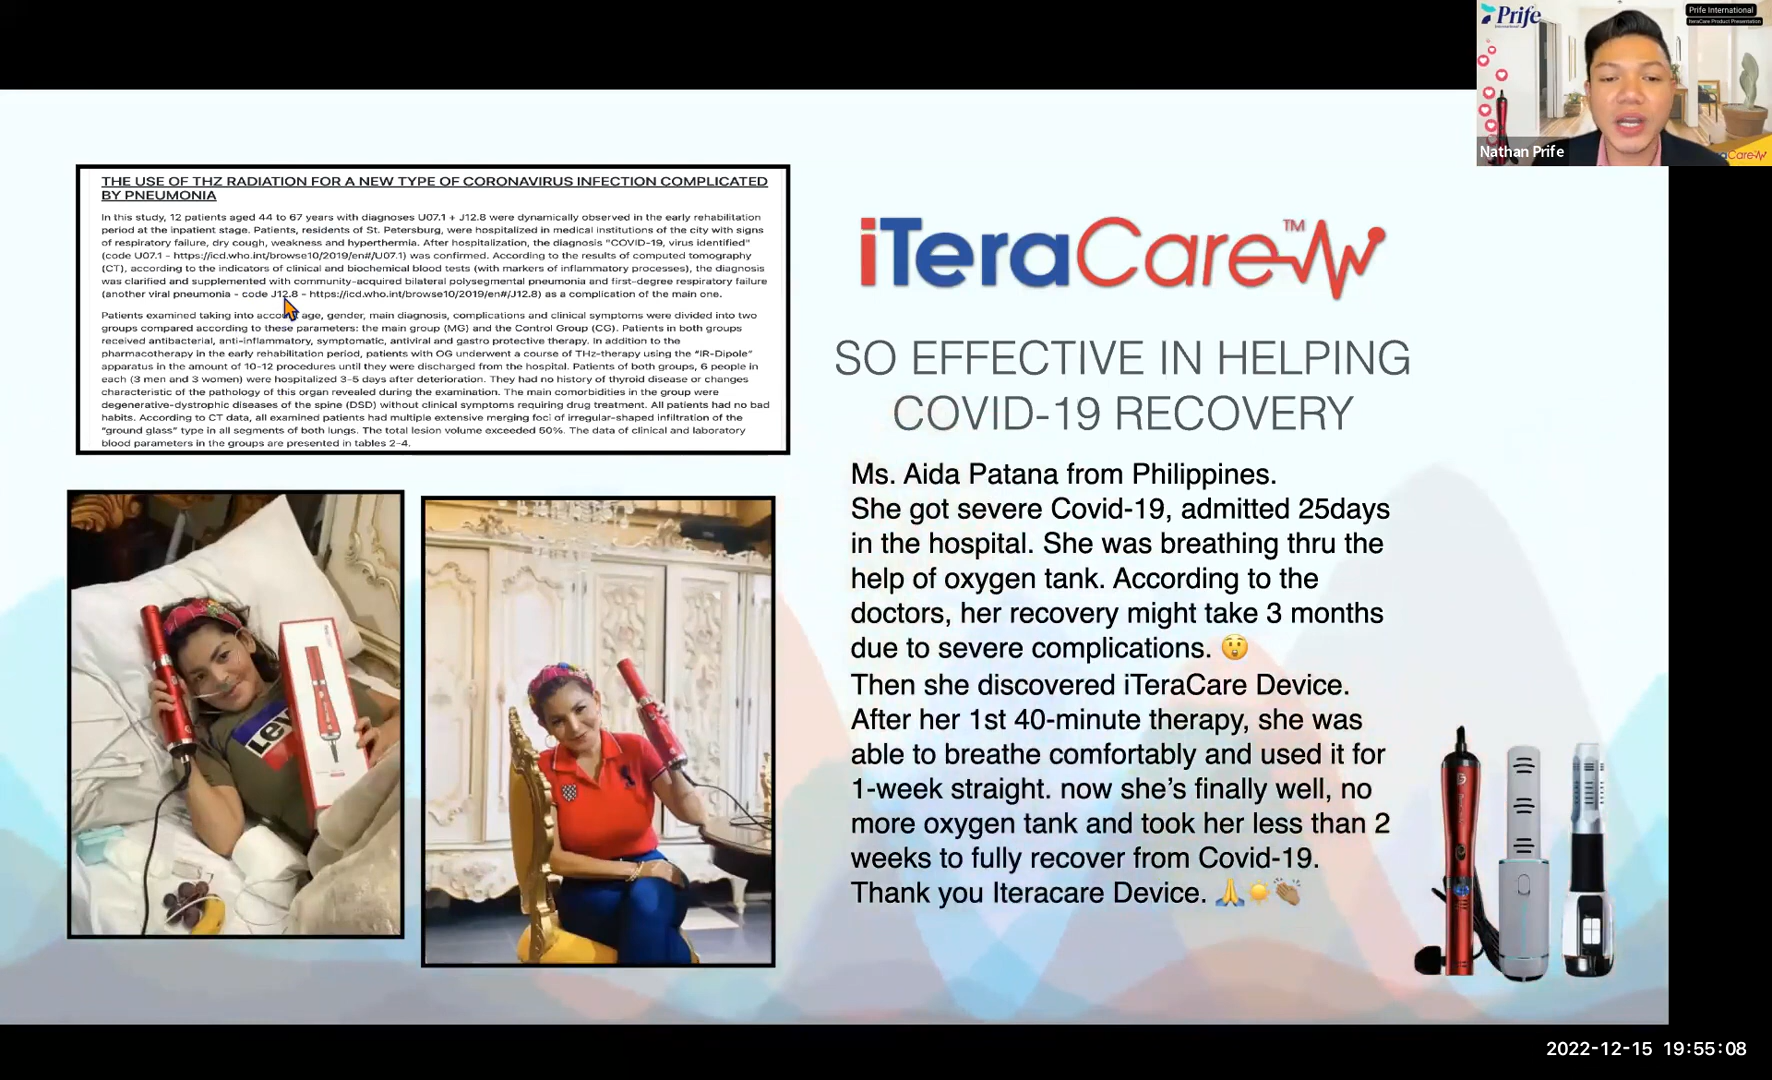 Prife
Prife International
iteraCare Product Presentation
Nathan Prife
aCare
THE USE OF THZ RADIATION FOR A NEW TYPE OF CORONAVIRUS INFECTION COMPLICATED
BY PNEUMONIA
In this study, 12 patients aged 44 to 67 years with diagnoses U07.1 + J12.8 were dynamically observed in the early rehabilitation
period at the inpatient stage. Patients, residents of St. Petersburg, were hospitalized in medical institutions of the city with signs
of respiratory failure, dry cough, weakness and hyperthermia. After hospitalization, the diagnosis "COVID-19, virus identified"
(code U07.1 - https://icd.who.int/browse10/2019/en#/U07.1) was confirmed. According to the results of computed tomography
(CT), according to the indicators of clinical and biochemical blood tests (with markers of inflammatory processes), the diagnosis
was clarified and supplemented with community-acquired bilateral polysegmental pneumonia and first-degree respiratory failure
(another viral pneumonia - code J12.8 - https://icd.who.int/browse10/2019/en#/J12.8) as a complication of the main one.
Patients examined taking into account age, gender, main diagnosis, complications and clinical symptoms were divided into two
groups compared according to these parameters: the main group (MG) and the Control Group (CG). Patients in both groups
received antibacterial, anti-inflammatory, symptomatic, antiviral and gastro protective therapy. In addition to the
pharmacotherapy in the early rehabilitation period, patients with OG underwent a course of THz-therapy using the "IR-Dipole"
apparatus in the amount of 10-12 procedures until they were discharged from the hospital. Patients of both groups, 6 people in
each (3 men and 3 women) were hospitalized 3-5 days after deterioration. They had no history of thyroid disease or changes
characteristic of the pathology of this organ revealed during the examination. The main comorbidities in the group were
degenerative-dystrophic diseases of the spine (DSD) without clinical symptoms requiring drug treatment. All patients had no bad
habits. According to CT data, all examined patients had multiple extensive merging foci of irregular-shaped infiltration of the
"ground glass" type in all segments of both lungs. The total lesion volume exceeded 50%. The data of clinical and laboratory
blood parameters in the groups are presented in tables 2-4.
iTeraCare™
SO EFFECTIVE IN HELPING
COVID-19 RECOVERY
Ms. Aida Patana from Philippines.
She got severe Covid-19, admitted 25days
in the hospital. She was breathing thru the
help of oxygen tank. According to the
doctors, her recovery might take 3 months
due to severe complications. 😲
Then she discovered iTeraCare Device.
After her 1st 40-minute therapy, she was
able to breathe comfortably and used it for
1-week straight. now she's finally well, no
more oxygen tank and took her less than 2
weeks to fully recover from Covid-19.
Thank you Iteracare Device. 🙏☀️👏🏽
Lev
2022-12-15 19:55:08